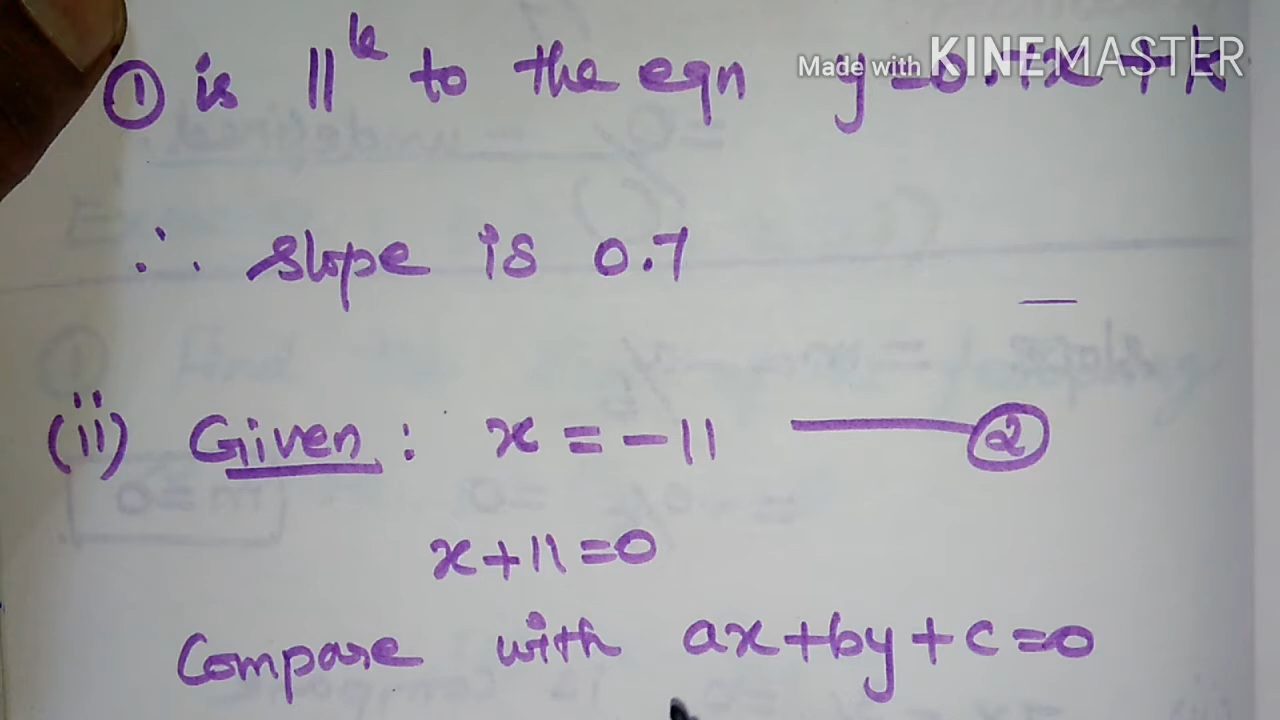 Made with KINEMASTER
① is ||k to the eqn y=0.7x+k
∴ slope is 0.7
(ii) Given: x = -11 ——— ②
x+11=0
Compare with ax+by+c=0